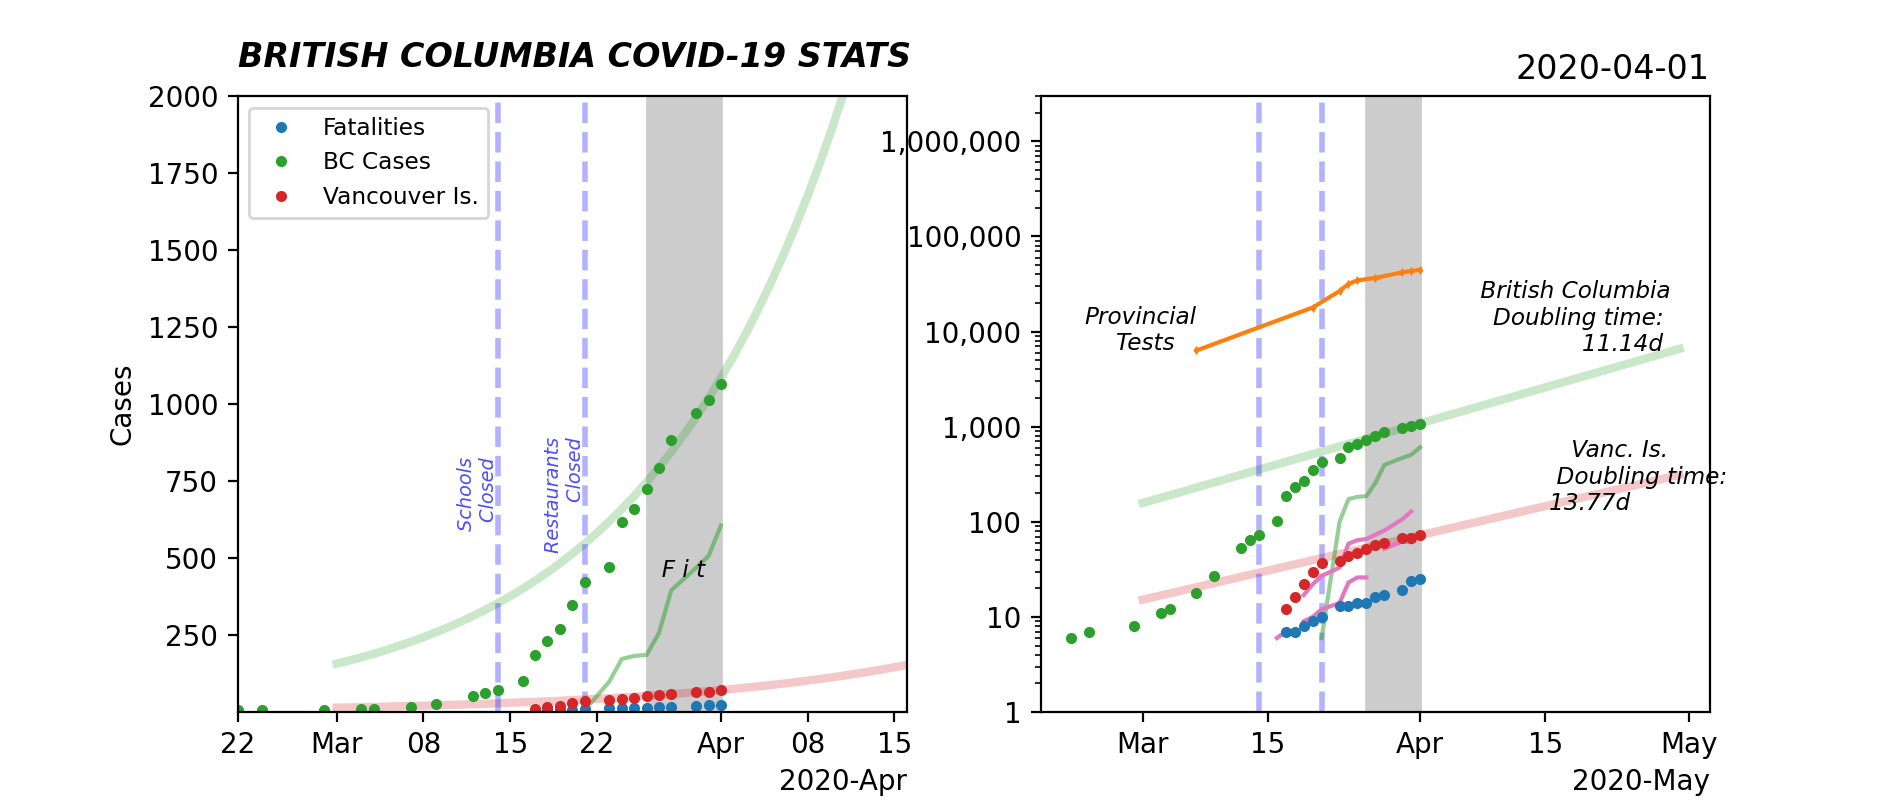 BRITISH COLUMBIA COVID-19 STATS
2020-04-01
Cases
2000
1750
1500
1250
1000
750
500
250
Fatalities
BC Cases
Vancouver Is.
Schools
Closed
Restaurants
Closed
F i t
22
Mar
08
15
22
Apr
08
15
2020-Apr
1,000,000
100,000
10,000
1,000
100
10
1
Provincial
Tests
British Columbia
Doubling time:
11.14d
Vanc. Is.
Doubling time:
13.77d
Mar
15
Apr
15
May
2020-May